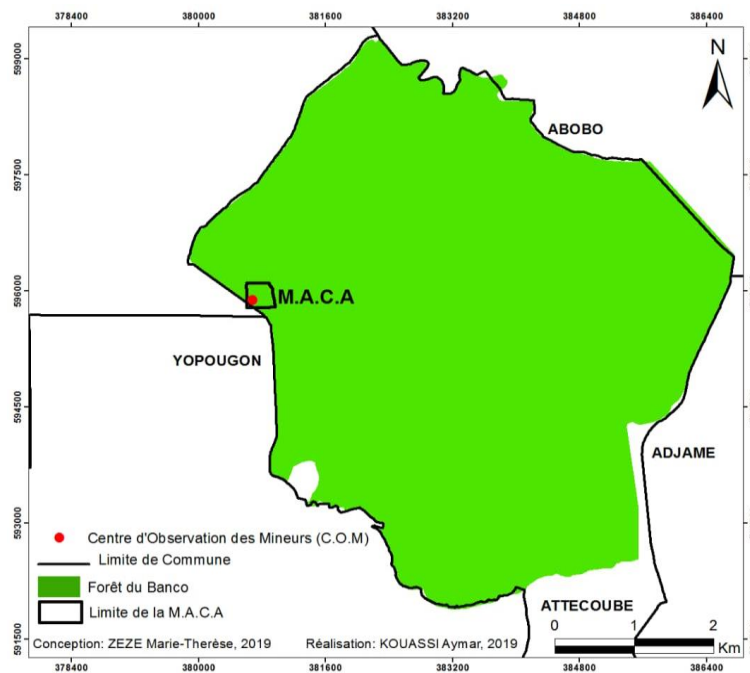 378400 380000 381600 383200 384800 386400
599000
597500
596000
594500
593000
591500
N
ABOBO
M.A.C.A
YOPOUGON
ADJAME
ATTECOUBE
Centre d'Observation des Mineurs (C.O.M)
Limite de Commune
Forêt du Banco
Limite de la M.A.C.A
0 1 2
Km
Conception: ZEZE Marie-Therèse, 2019 Réalisation: KOUASSI Aymar, 2019
378400 380000 381600 383200 384800 386400